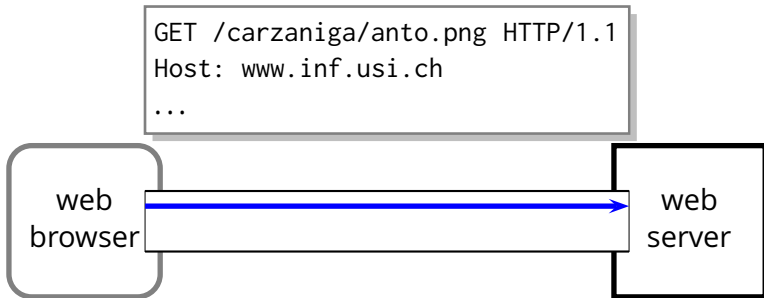 GET /carzaniga/anto.png HTTP/1.1
Host: www.inf.usi.ch
...
web
browser
web
server